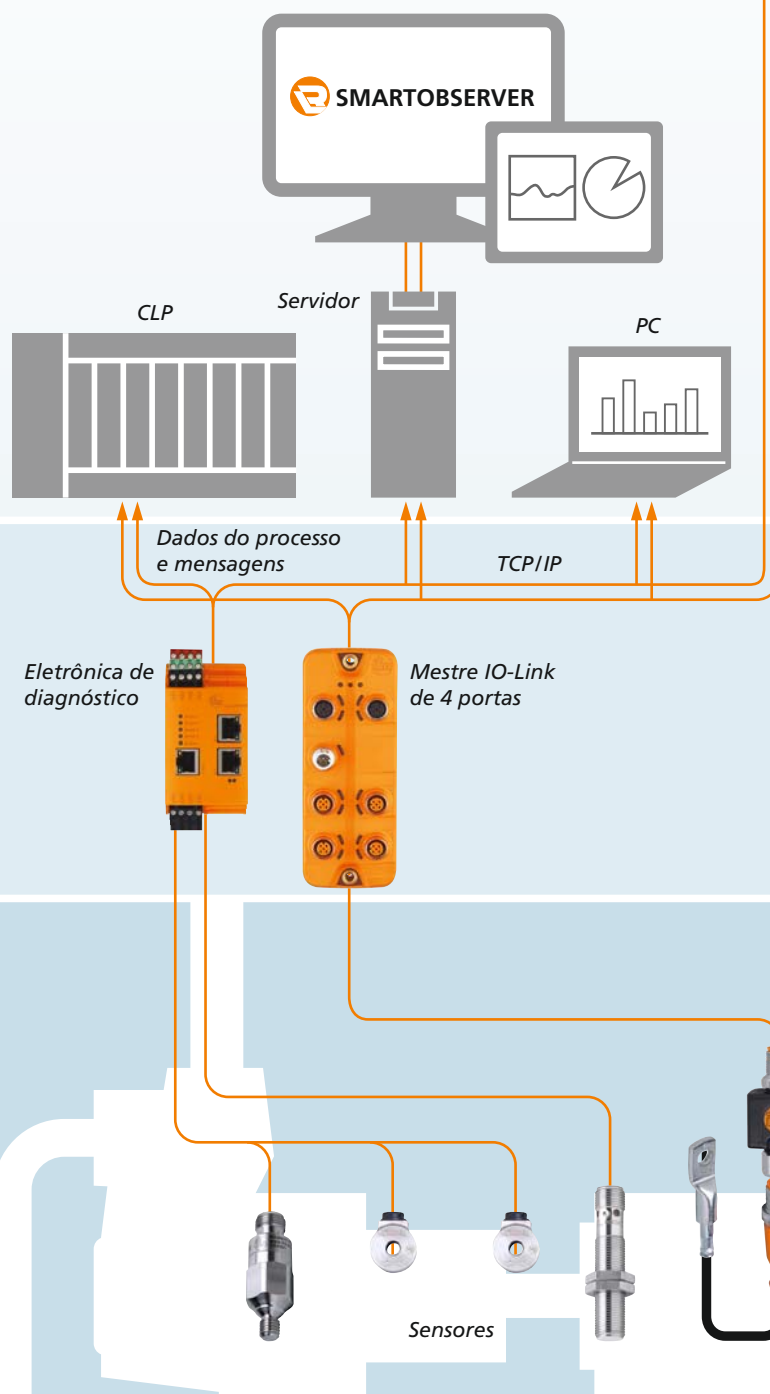 SMARTOBSERVER
Servidor
CLP
PC
Dados do processo
e mensagens
TCP/IP
Eletrônica de
diagnóstico
Mestre IO-Link
de 4 portas
Sensores